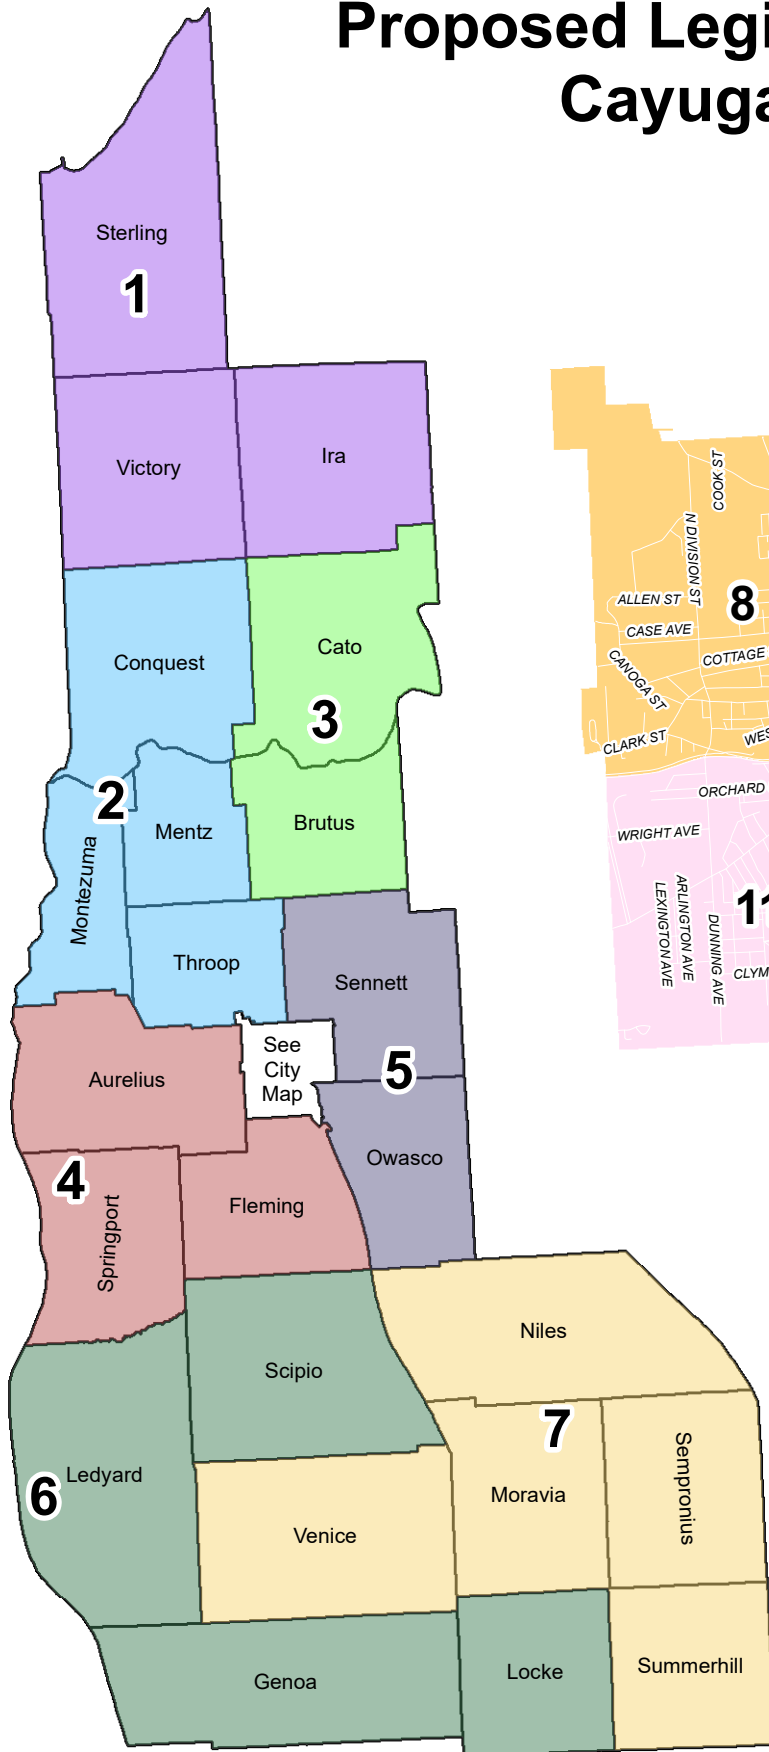 Proposed Legi
Cayuga
Sterling
1
Victory
Ira
Conquest
Cato
3
2
Mentz
Brutus
Montezuma
Throop
Sennett
See
City
Map
Aurelius
5
Owasco
4
Springport
Fleming
Niles
Scipio
7
Ledyard
6
Moravia
Sempronius
Venice
Genoa
Locke
Summerhill
COOK ST
N DIVISION ST
ALLEN ST
8
CASE AVE
COTTAGE
CANOGA ST
CLARK ST
WES
ORCHARD
WRIGHT AVE
ARLINGTON AVE
LEXINGTON AVE
DUNNING AVE
11
CLYM